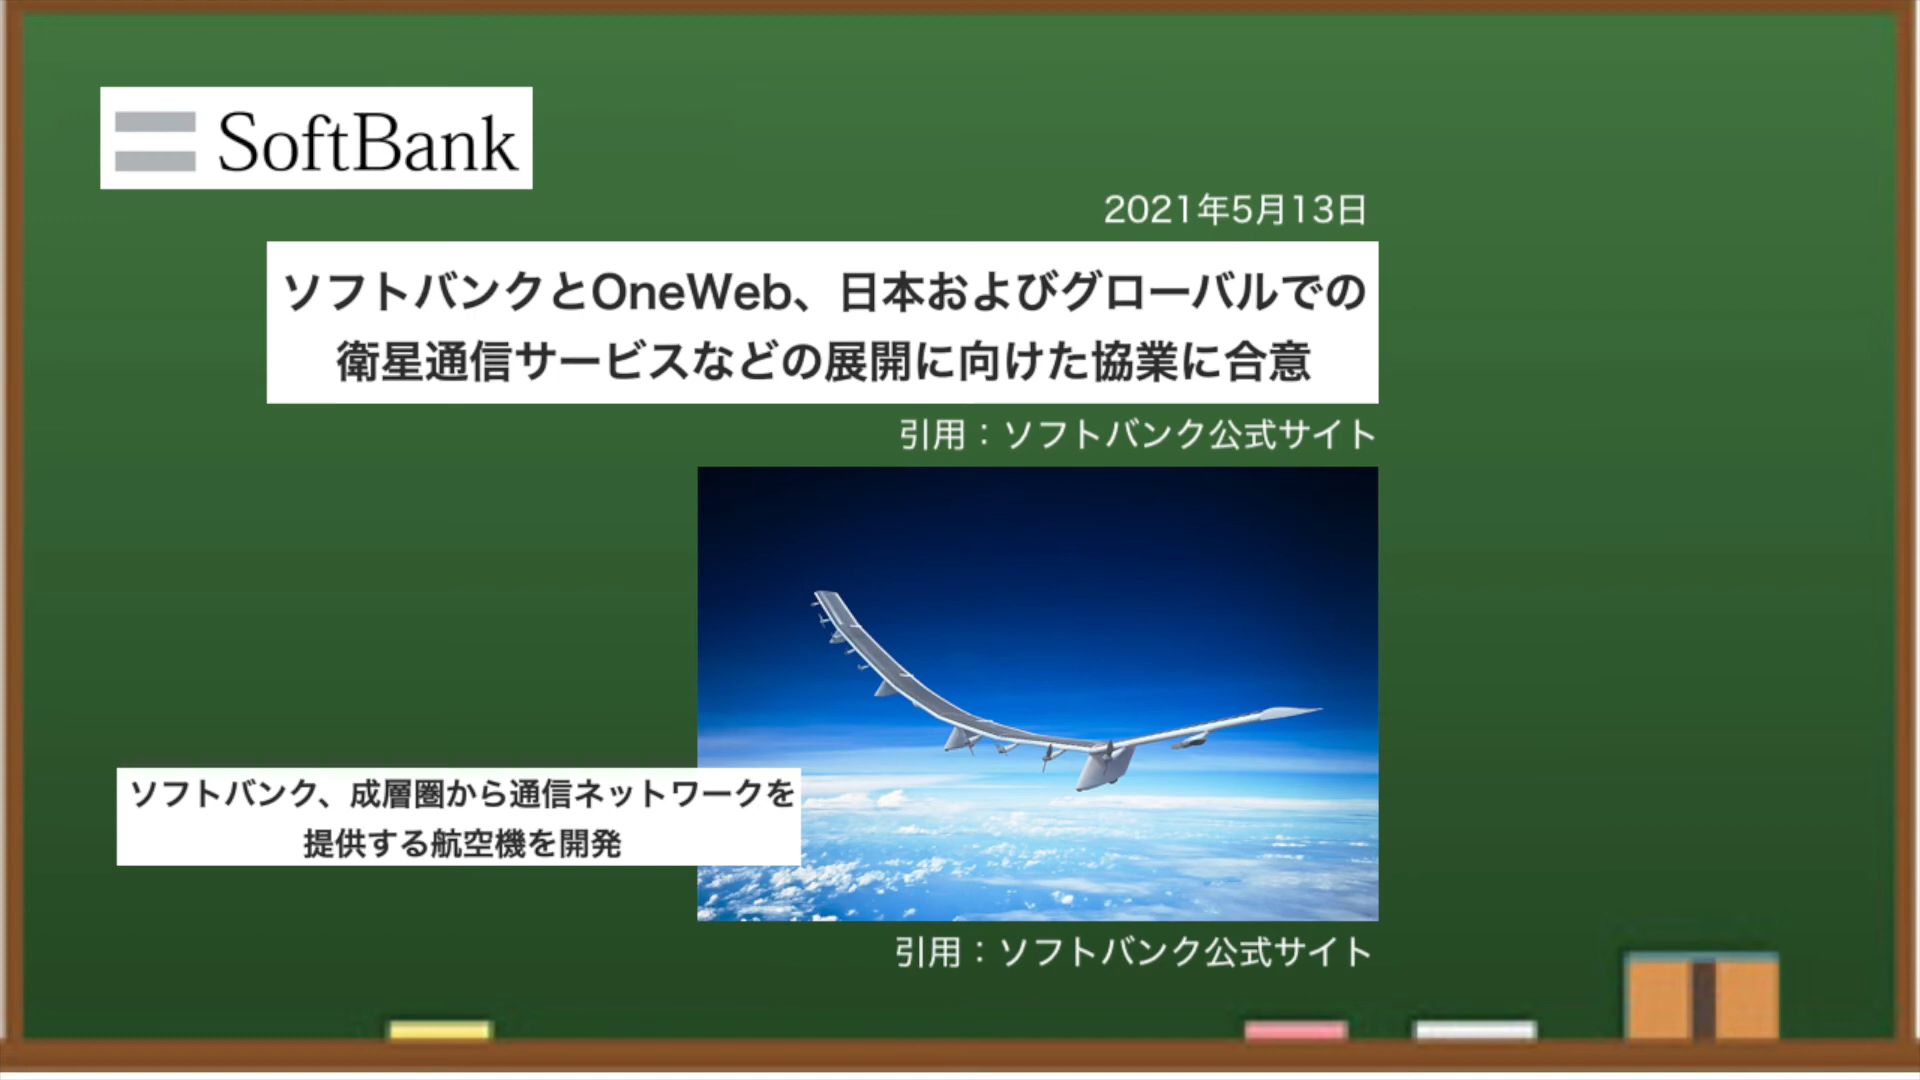 SoftBank
2021年5月13日
ソフトバンクとOneWeb、日本およびグローバルでの
衛星通信サービスなどの展開に向けた協業に合意
引用：ソフトバンク公式サイト
ソフトバンク、成層圏から通信ネットワークを
提供する航空機を開発
引用：ソフトバンク公式サイト